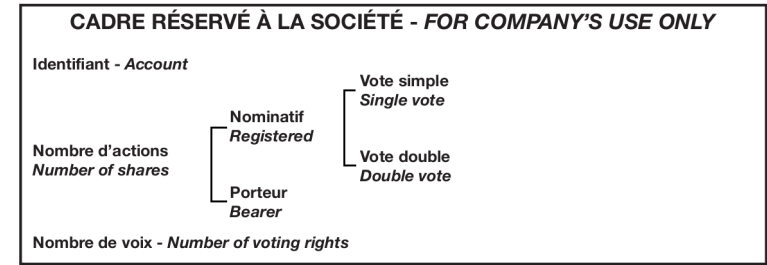 CADRE RÉSERVÉ À LA SOCIÉTÉ - FOR COMPANY'S USE ONLY
Identifiant - Account
Vote simple
Single vote
Nominatif
Registered
Nombre d'actions
Number of shares
Vote double
Double vote
Porteur
Bearer
Nombre de voix - Number of voting rights